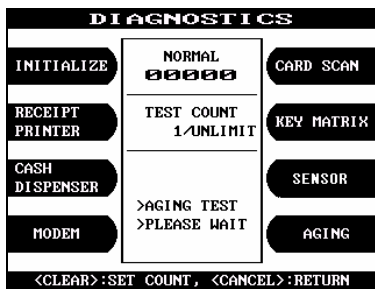 DIAGNOSTICS
INITIALIZE
RECEIPT
PRINTER
CASH
DISPENSER
MODEM
NORMAL
00000
TEST COUNT
1/UNLIMIT
>AGING TEST
>PLEASE WAIT
CARD SCAN
KEY MATRIX
SENSOR
AGING
<CLEAR>:SET COUNT, <CANCEL>:RETURN